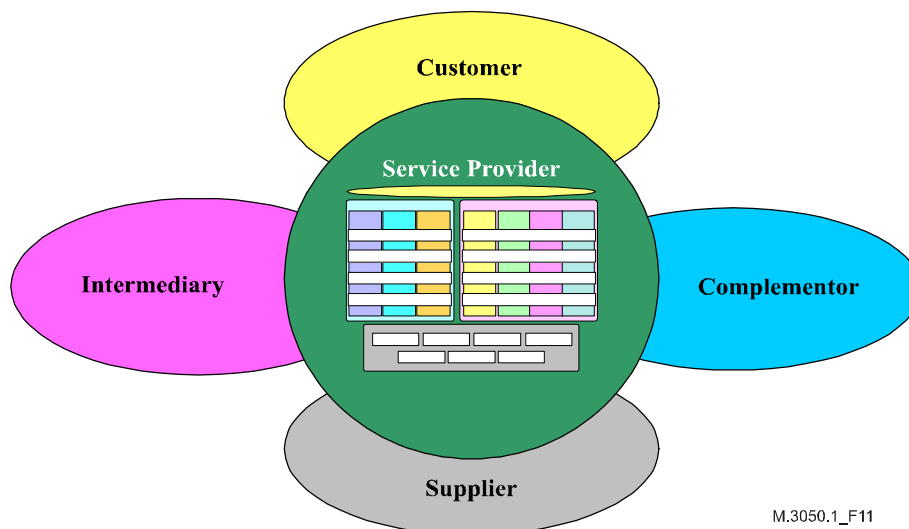 Customer
Service Provider
Intermediary
Complementor
Supplier
M.3050.1_F11